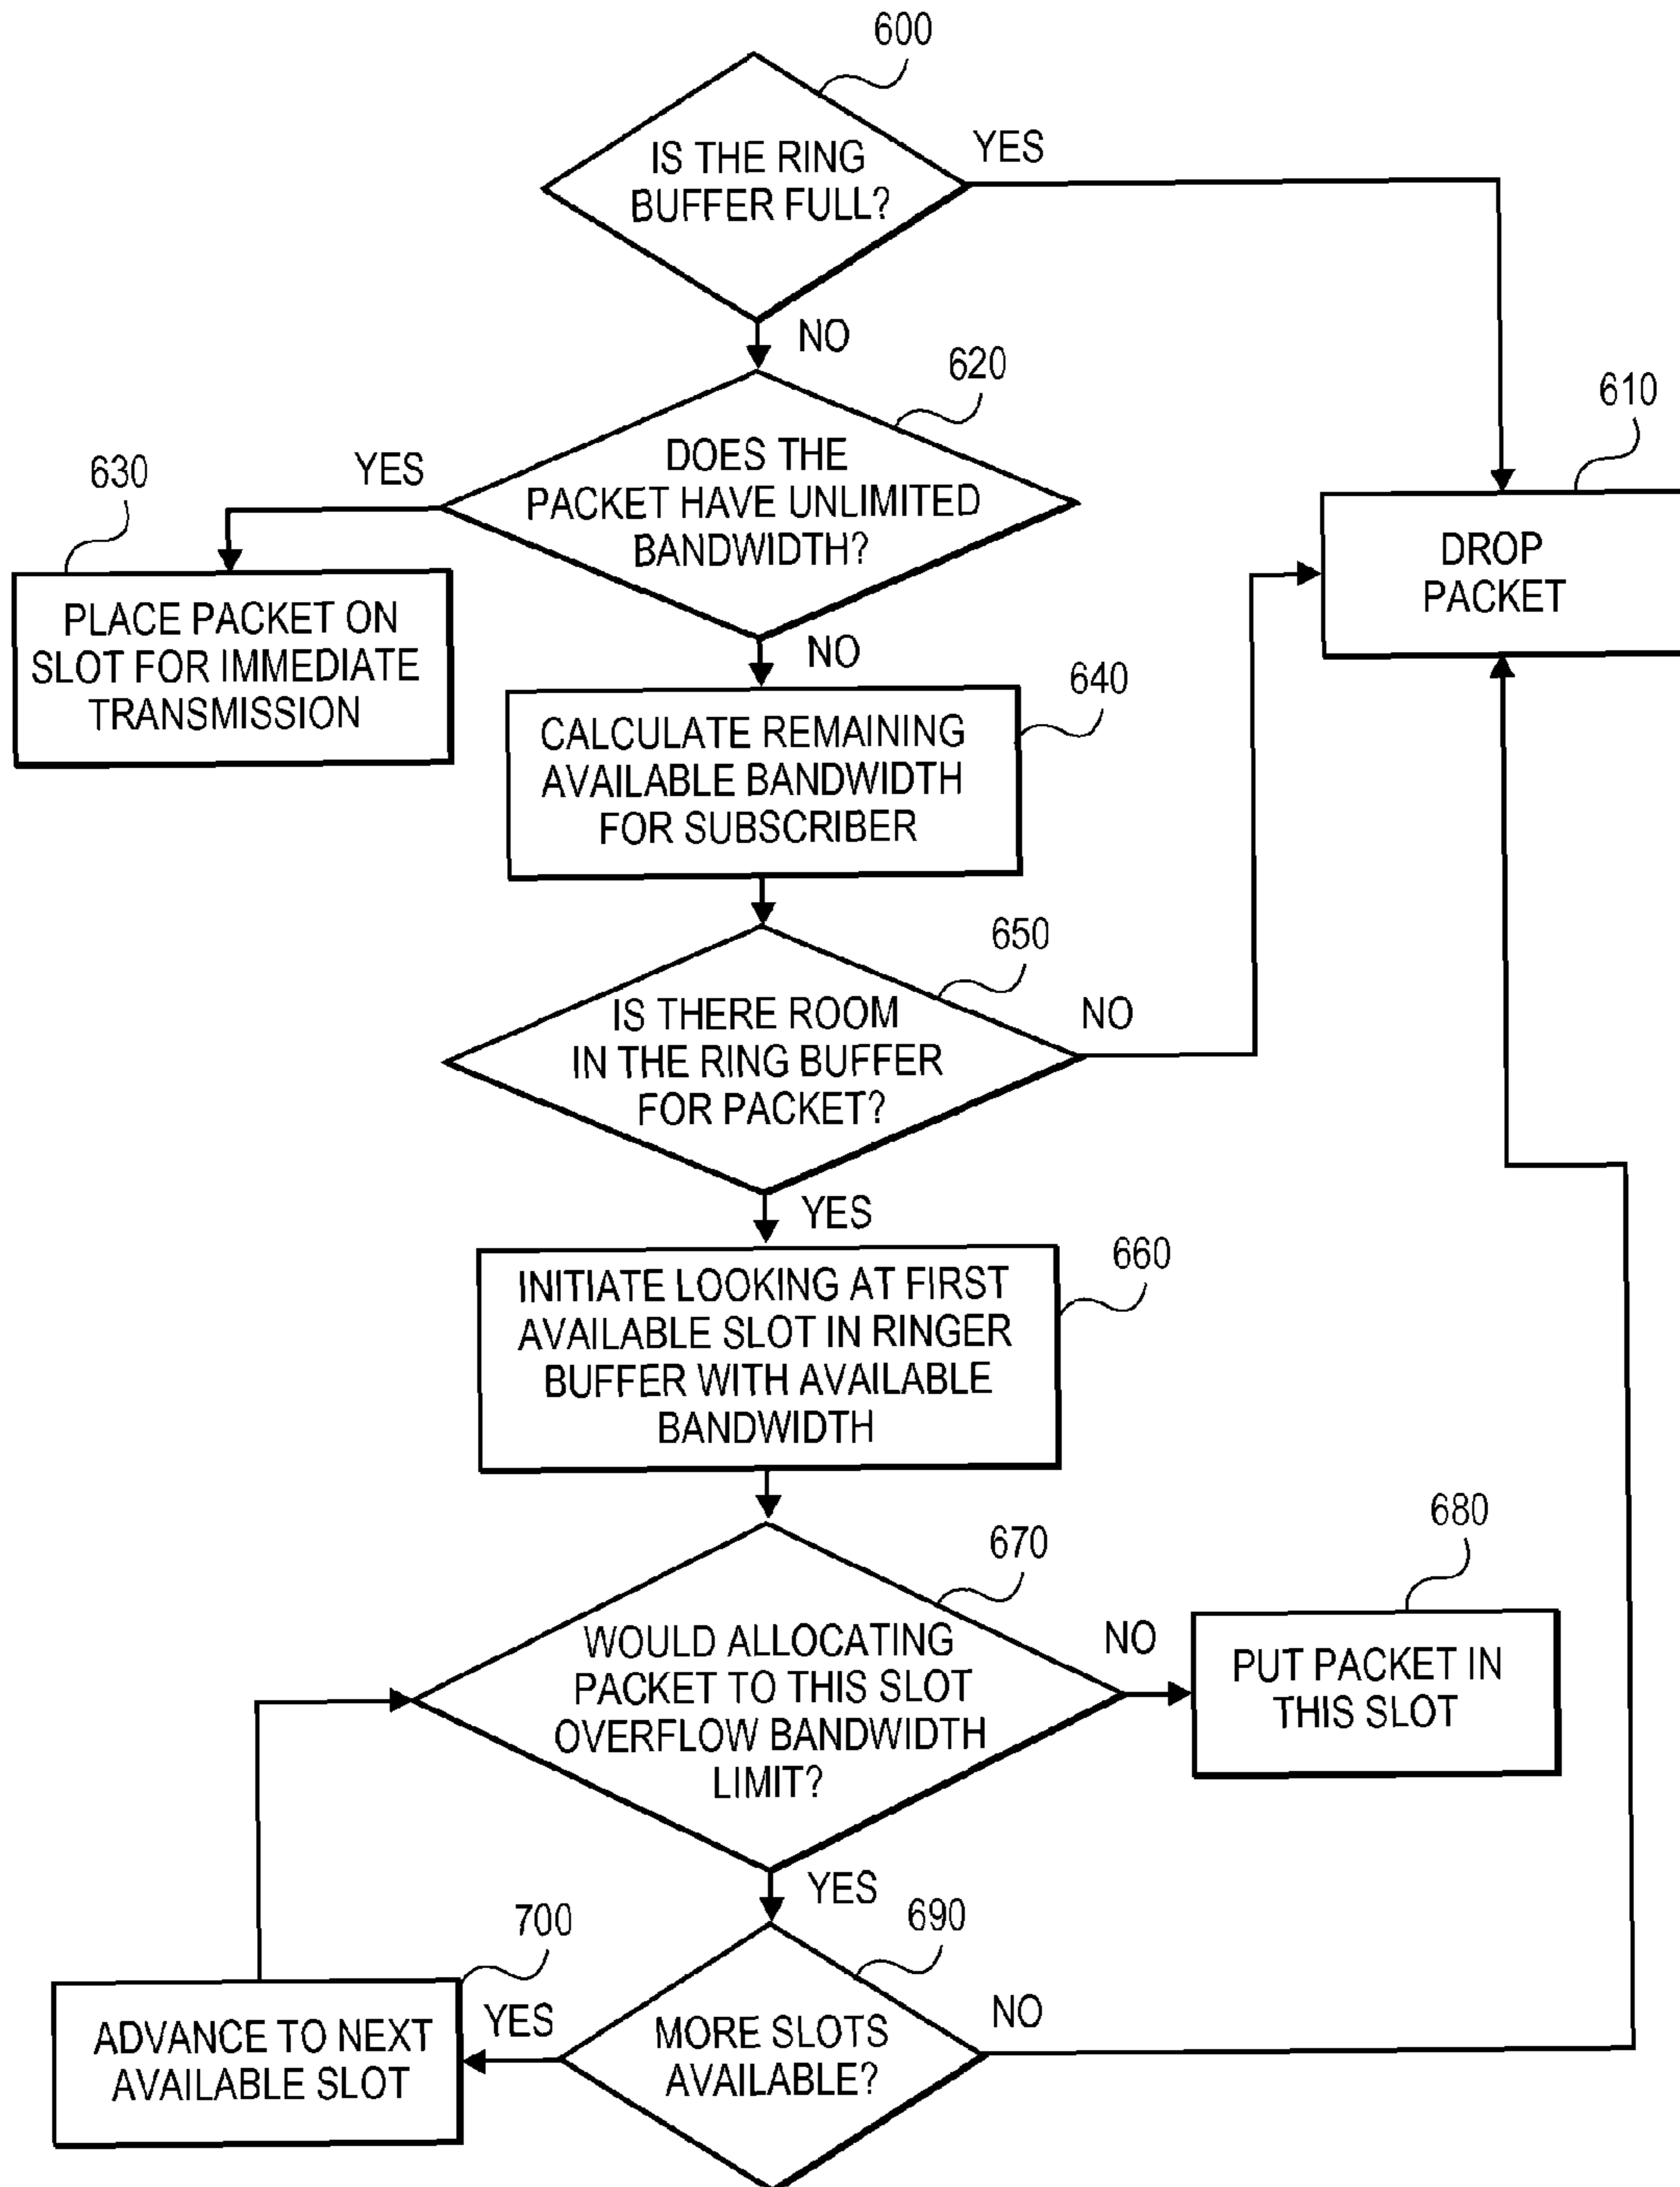 600
IS THE RING
BUFFER FULL?
YES
NO
620
DOES THE
PACKET HAVE UNLIMITED
BANDWIDTH?
YES
630
PLACE PACKET ON
SLOT FOR IMMEDIATE
TRANSMISSION
610
DROP
PACKET
NO
640
CALCULATE REMAINING
AVAILABLE BANDWIDTH
FOR SUBSCRIBER
650
IS THERE ROOM
IN THE RING BUFFER
FOR PACKET?
NO
YES
660
INITIATE LOOKING AT FIRST
AVAILABLE SLOT IN RINGER
BUFFER WITH AVAILABLE
BANDWIDTH
670
WOULD ALLOCATING
PACKET TO THIS SLOT
OVERFLOW BANDWIDTH
LIMIT?
NO
680
PUT PACKET IN
THIS SLOT
YES
690
MORE SLOTS
AVAILABLE?
NO
YES
700
ADVANCE TO NEXT
AVAILABLE SLOT